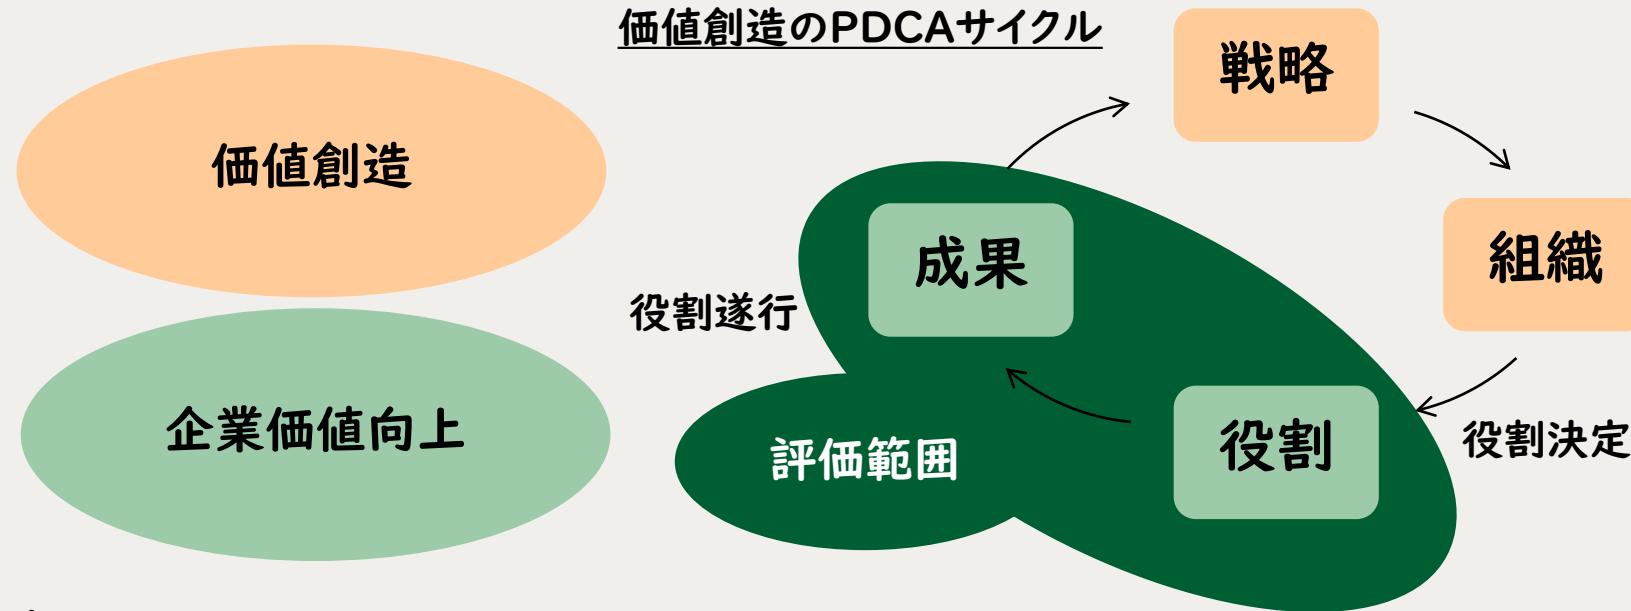 価値創造のPDCAサイクル
戦略
価値創造
組織
成果
役割遂行
企業価値向上
評価範囲
役割
役割決定